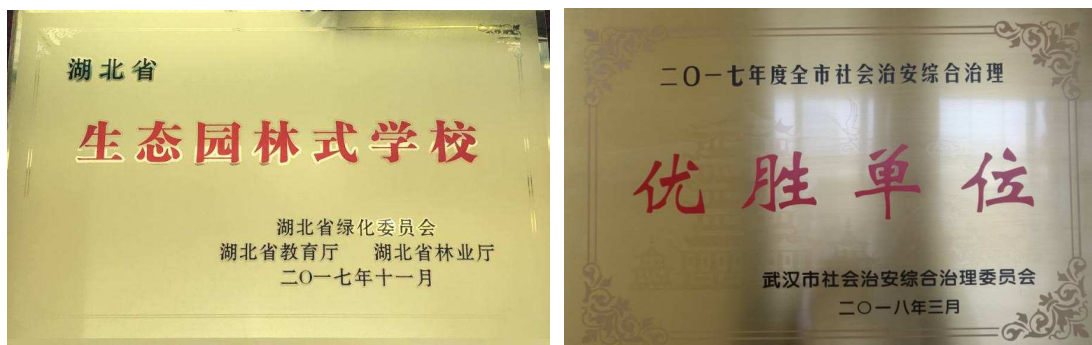 湖北省
生态园林式学校
湖北省绿化委员会
湖北省教育厅 湖北省林业厅
二〇一七年十一月
二〇一七年度全市社会治安综合治理
优胜单位
武汉市社会治安综合治理委员会
二〇一八年三月